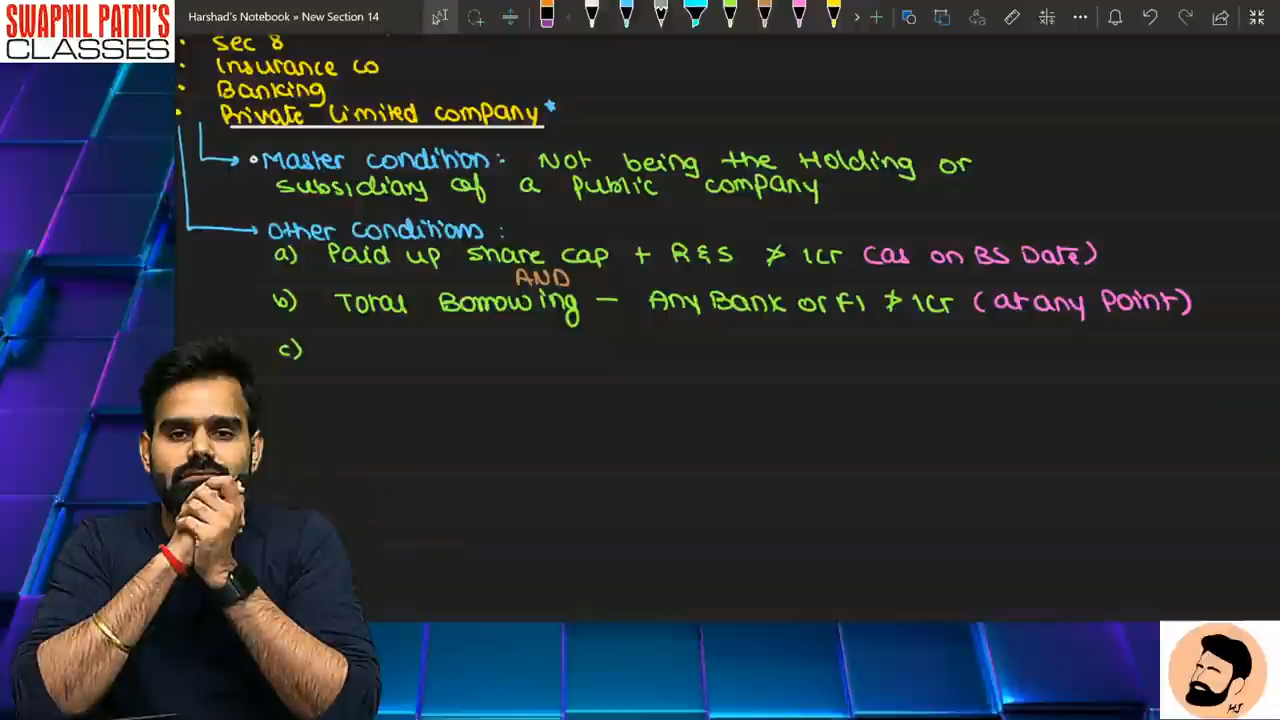 SWAPNIL PATNI'S
CLASSES
Harshad's Notebook » New Section 14
Sec 8
Insurance co
Banking
Private Limited company *
Master condition: Not being the Holding or
subsidiary of a Public company
Other conditions :
a) Paid up share cap + R & S ≯ 1cr (as on BS Date)
AND
b) Total Borrowing – Any Bank or FI ≯ 1cr (at any Point)
c)
HJ